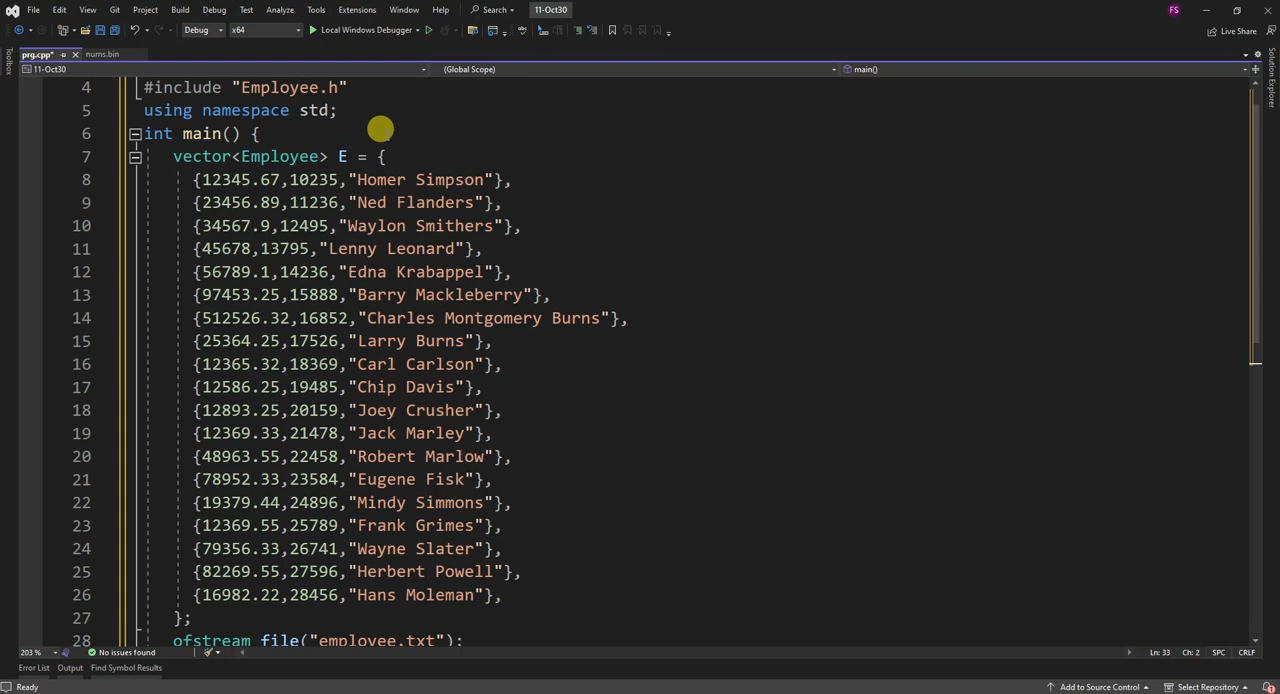 File Edit View Git Project Build Debug Test Analyze Tools Extensions Window Help Search 11-Oct30 FS
Debug x64 Local Windows Debugger Live Share
prg.cpp* nums.bin
11-Oct30 (Global Scope) main()
Toolbox
Solution Explorer
4 #include "Employee.h"
5 using namespace std;
6 int main() {
7 vector<Employee> E = {
8 {12345.67,10235,"Homer Simpson"},
9 {23456.89,11236,"Ned Flanders"},
10 {34567.9,12495,"Waylon Smithers"},
11 {45678,13795,"Lenny Leonard"},
12 {56789.1,14236,"Edna Krabappel"},
13 {97453.25,15888,"Barry Mackleberry"},
14 {512526.32,16852,"Charles Montgomery Burns"},
15 {25364.25,17526,"Larry Burns"},
16 {12365.32,18369,"Carl Carlson"},
17 {12586.25,19485,"Chip Davis"},
18 {12893.25,20159,"Joey Crusher"},
19 {12369.33,21478,"Jack Marley"},
20 {48963.55,22458,"Robert Marlow"},
21 {78952.33,23584,"Eugene Fisk"},
22 {19379.44,24896,"Mindy Simmons"},
23 {12369.55,25789,"Frank Grimes"},
24 {79356.33,26741,"Wayne Slater"},
25 {82269.55,27596,"Herbert Powell"},
26 {16982.22,28456,"Hans Moleman"},
27 };
28 ofstream file("employee.txt");
203 % No issues found Ln: 33 Ch: 2 SPC CRLF
Error List Output Find Symbol Results
Ready Add to Source Control Select Repository